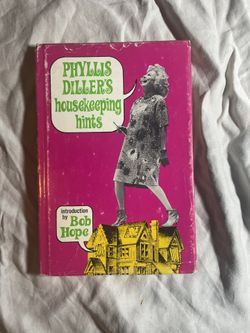 PHYLLIS
DILLER'S
housekeeping
hints
introduction
by
Bob
Hope